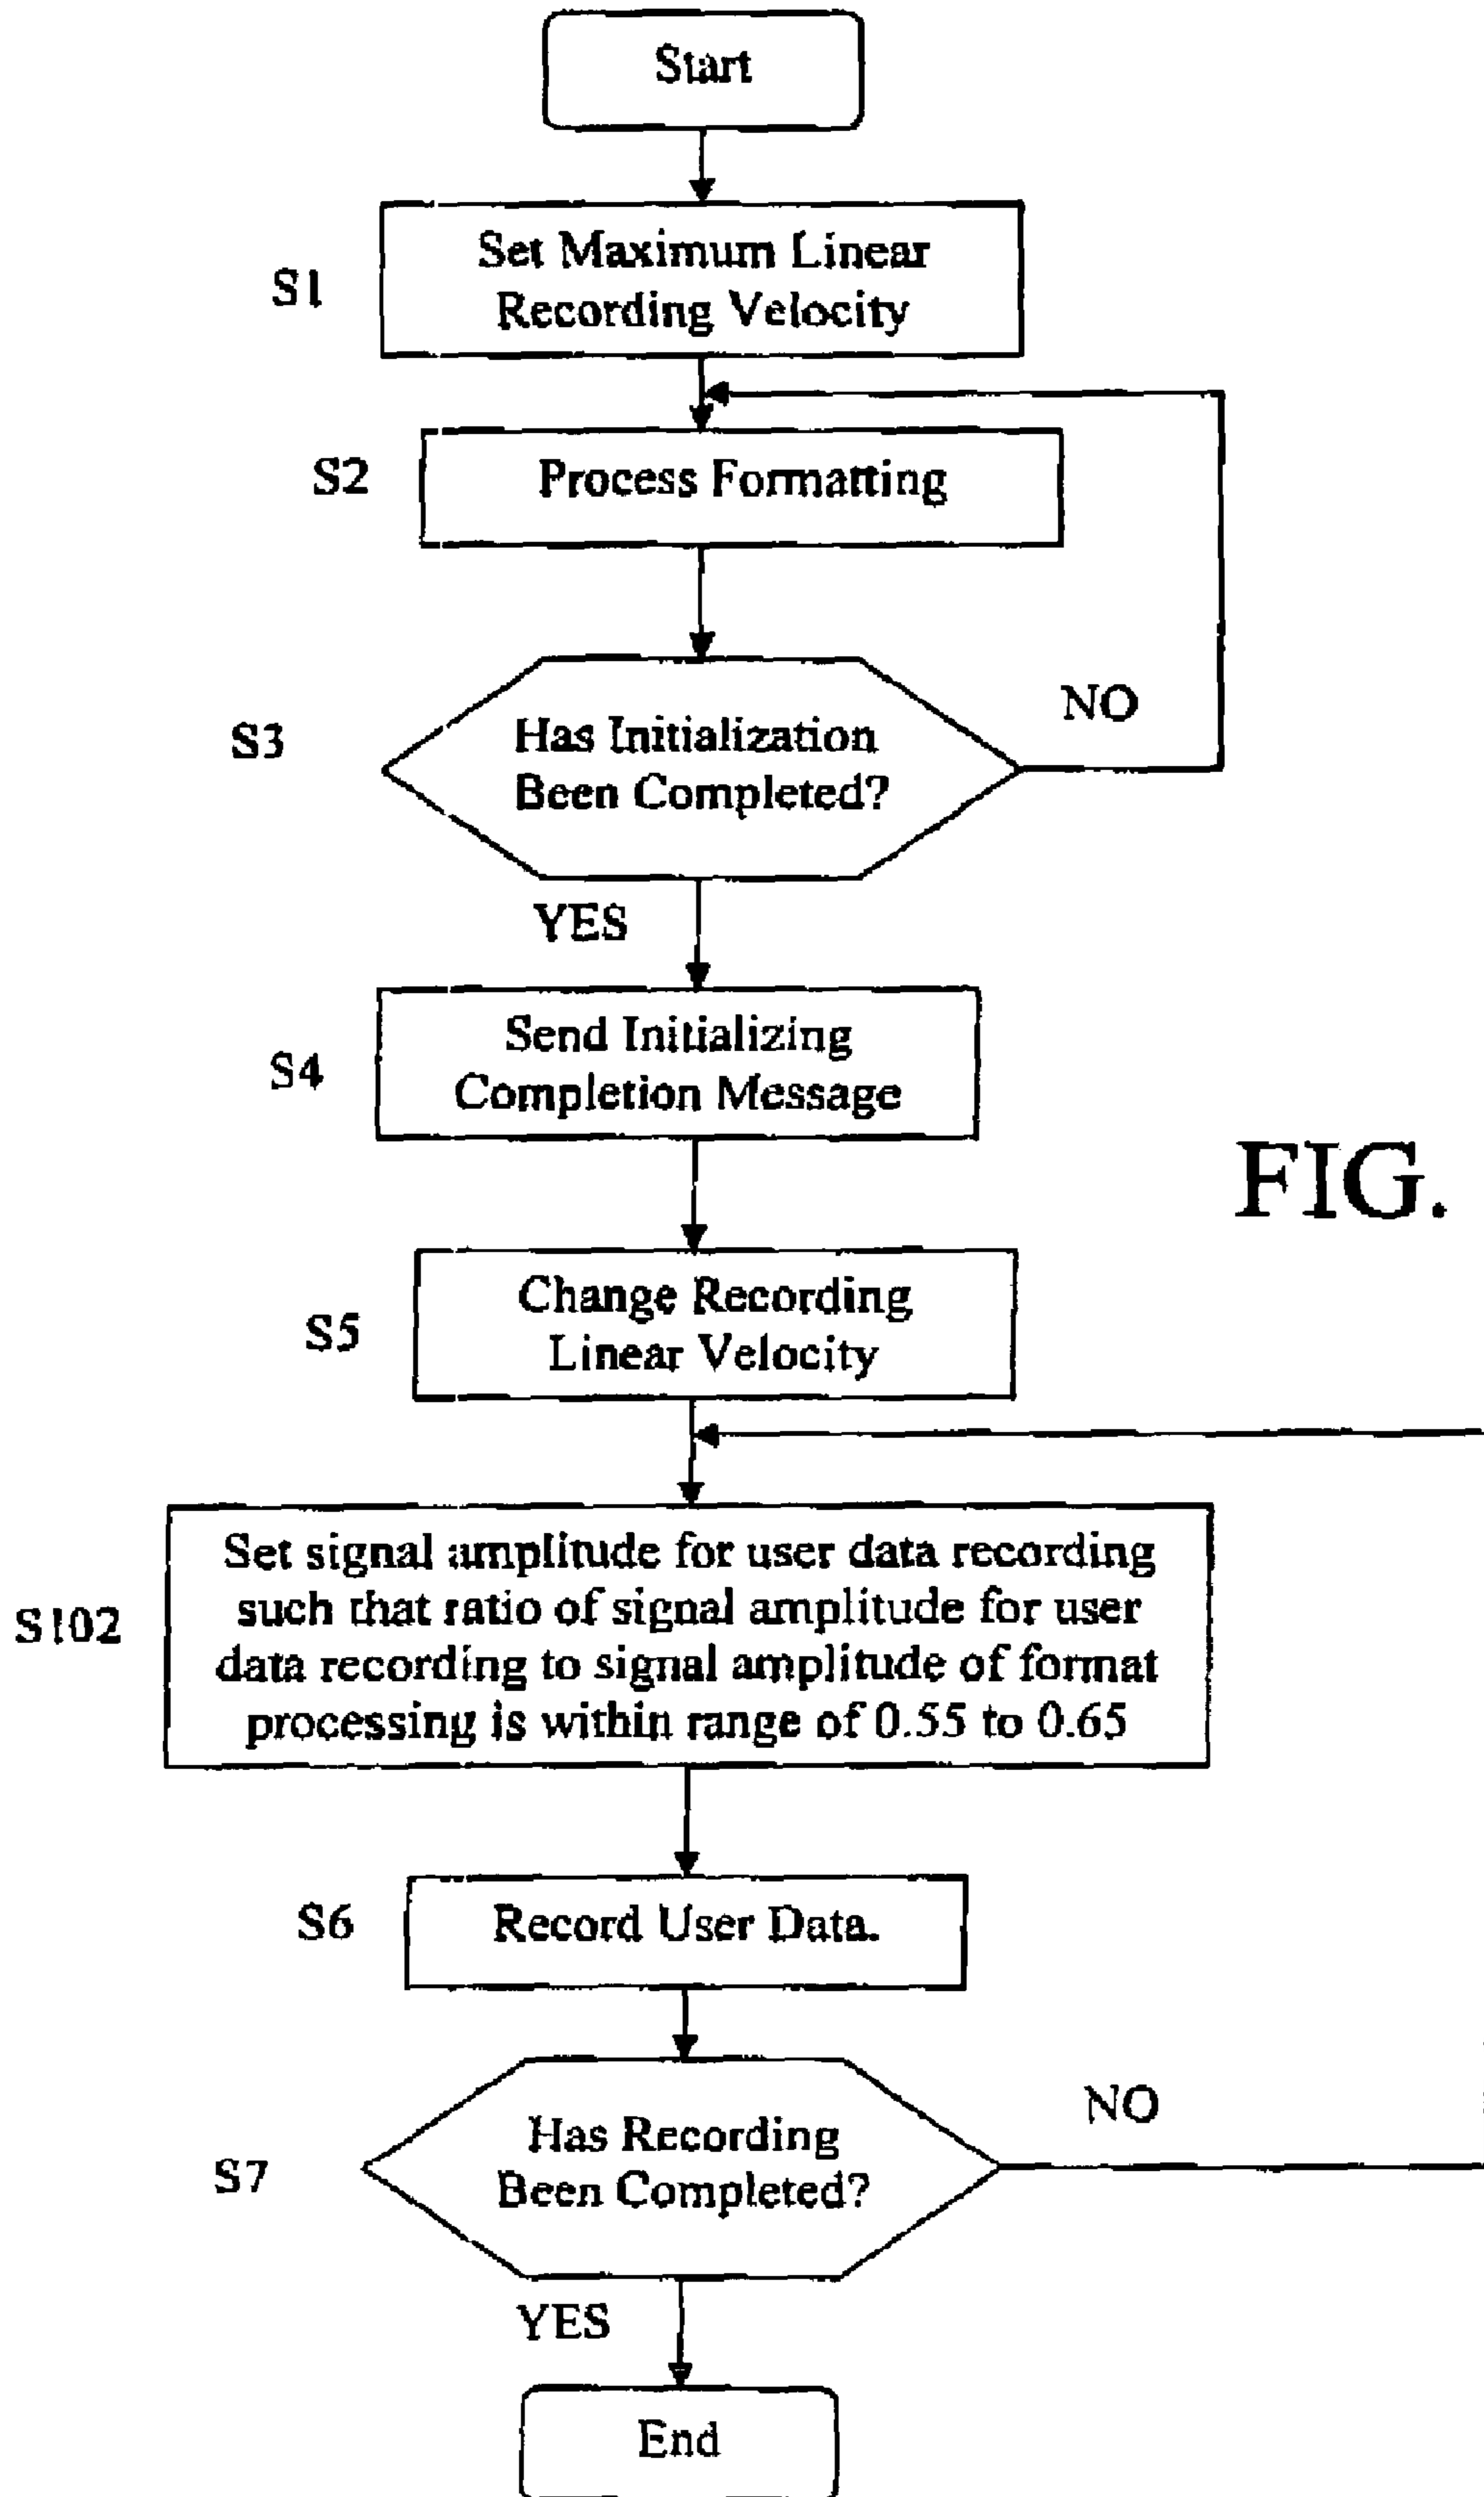 Start
S1
Set Maximum Linear
Recording Velocity
S2
Process Formatting
S3
Has Initialization
Been Completed?
NO
YES
S4
Send Initializing
Completion Message
FIG.
S5
Change Recording
Linear Velocity
S102
Set signal amplitude for user data recording
such that ratio of signal amplitude for user
data recording to signal amplitude of format
processing is within range of 0.55 to 0.65
S6
Record User Data.
S7
Has Recording
Been Completed?
NO
YES
End